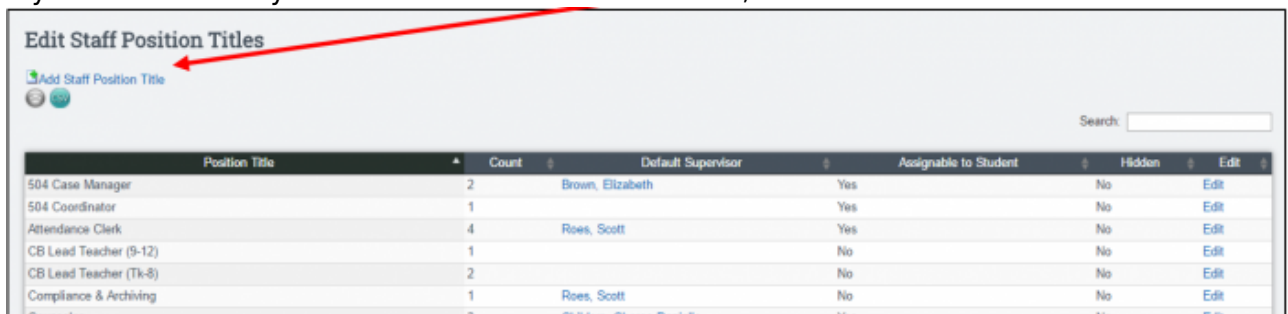 Edit Staff Position Titles
Add Staff Position Title
CSV
Search:
Position Title Count Default Supervisor Assignable to Student Hidden Edit
504 Case Manager 2 Brown, Elizabeth Yes No Edit
504 Coordinator 1 Yes No Edit
Attendance Clerk 4 Roes, Scott Yes No Edit
CB Lead Teacher (9-12) 1 No No Edit
CB Lead Teacher (Tk-8) 2 No No Edit
Compliance & Archiving 1 Roes, Scott No No Edit